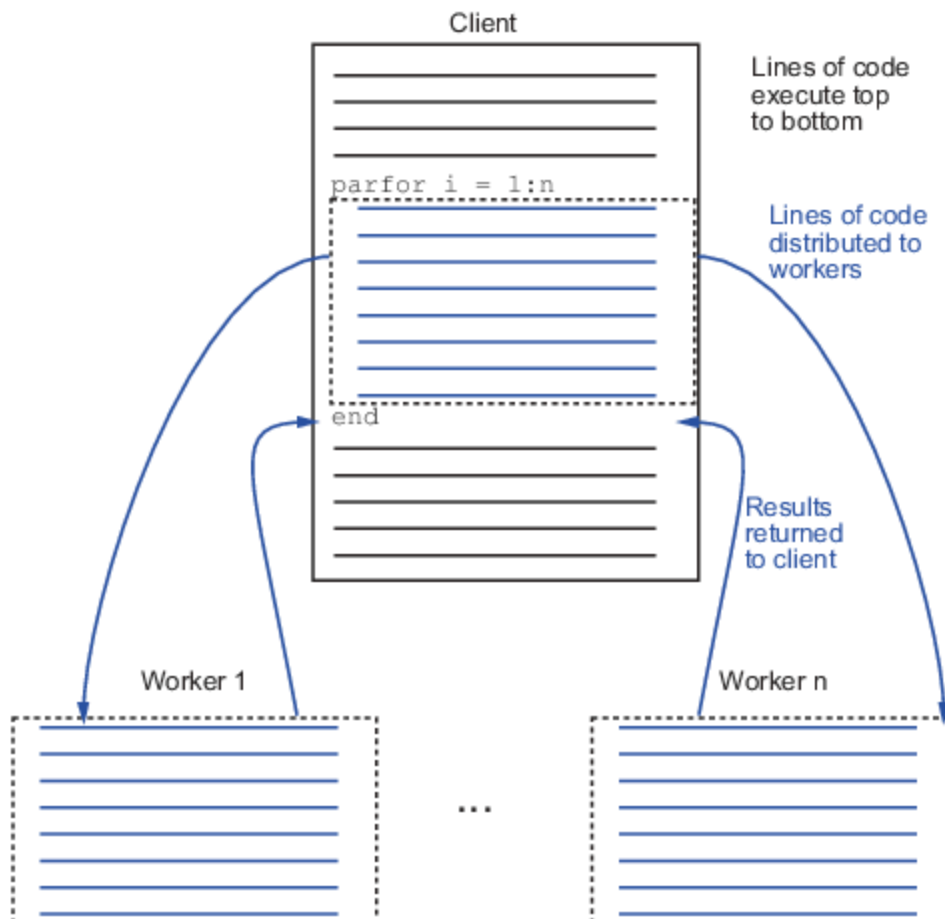 Client
Lines of code
execute top
to bottom
parfor i = 1:n
Lines of code
distributed to
workers
end
Results
returned
to client
Worker 1
Worker n
...